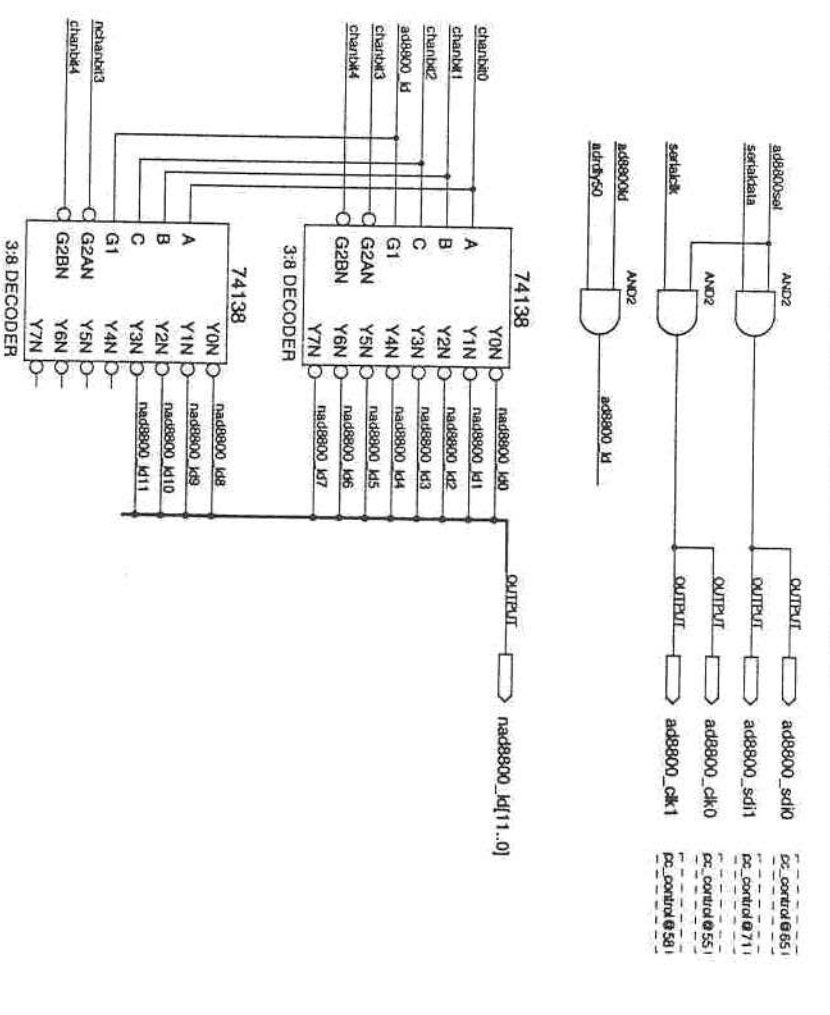 ad8800sel
serialdata
AND2
OUTPUT
ad8800_sdi0
pc_control@65
OUTPUT
ad8800_sdi1
pc_control@71
serialclk
AND2
OUTPUT
ad8800_clk0
pc_control@55
OUTPUT
ad8800_clk1
pc_control@58
ad8800ld
adrdly50
AND2
ad8800_ld
chanbit0
chanbit1
chanbit2
ad8800_ld
chanbit3
chanbit4
74138
A
B
C
G1
G2AN
G2BN
Y0N
Y1N
Y2N
Y3N
Y4N
Y5N
Y6N
Y7N
3:8 DECODER
nad8800_ld0
nad8800_ld1
nad8800_ld2
nad8800_ld3
nad8800_ld4
nad8800_ld5
nad8800_ld6
nad8800_ld7
OUTPUT
nad8800_ld[11..0]
nchanbit3
chanbit4
74138
A
B
C
G1
G2AN
G2BN
Y0N
Y1N
Y2N
Y3N
Y4N
Y5N
Y6N
Y7N
3:8 DECODER
nad8800_ld8
nad8800_ld9
nad8800_ld10
nad8800_ld11